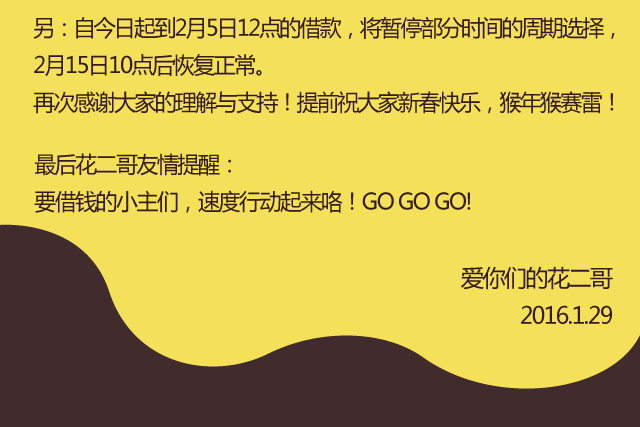 另：自今日起到2月5日12点的借款，将暂停部分时间的周期选择，
2月15日10点后恢复正常。
再次感谢大家的理解与支持！提前祝大家新春快乐，猴年猴赛雷！
最后花二哥友情提醒：
要借钱的小主们，速度行动起来咯！GO GO GO!
爱你们的花二哥
2016.1.29